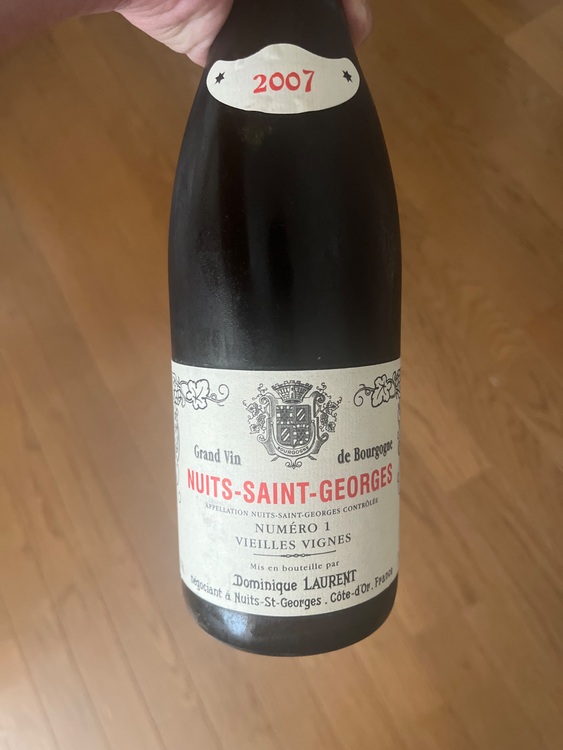 2007
BOURGOGNE
Grand Vin de Bourgogne
NUITS-SAINT-GEORGES
APPELLATION NUITS-SAINT-GEORGES CONTRÔLÉE
NUMÉRO 1
VIEILLES VIGNES
Mis en bouteille par
Dominique LAURENT
négociant à Nuits-St-Georges . Côte-d'Or . France